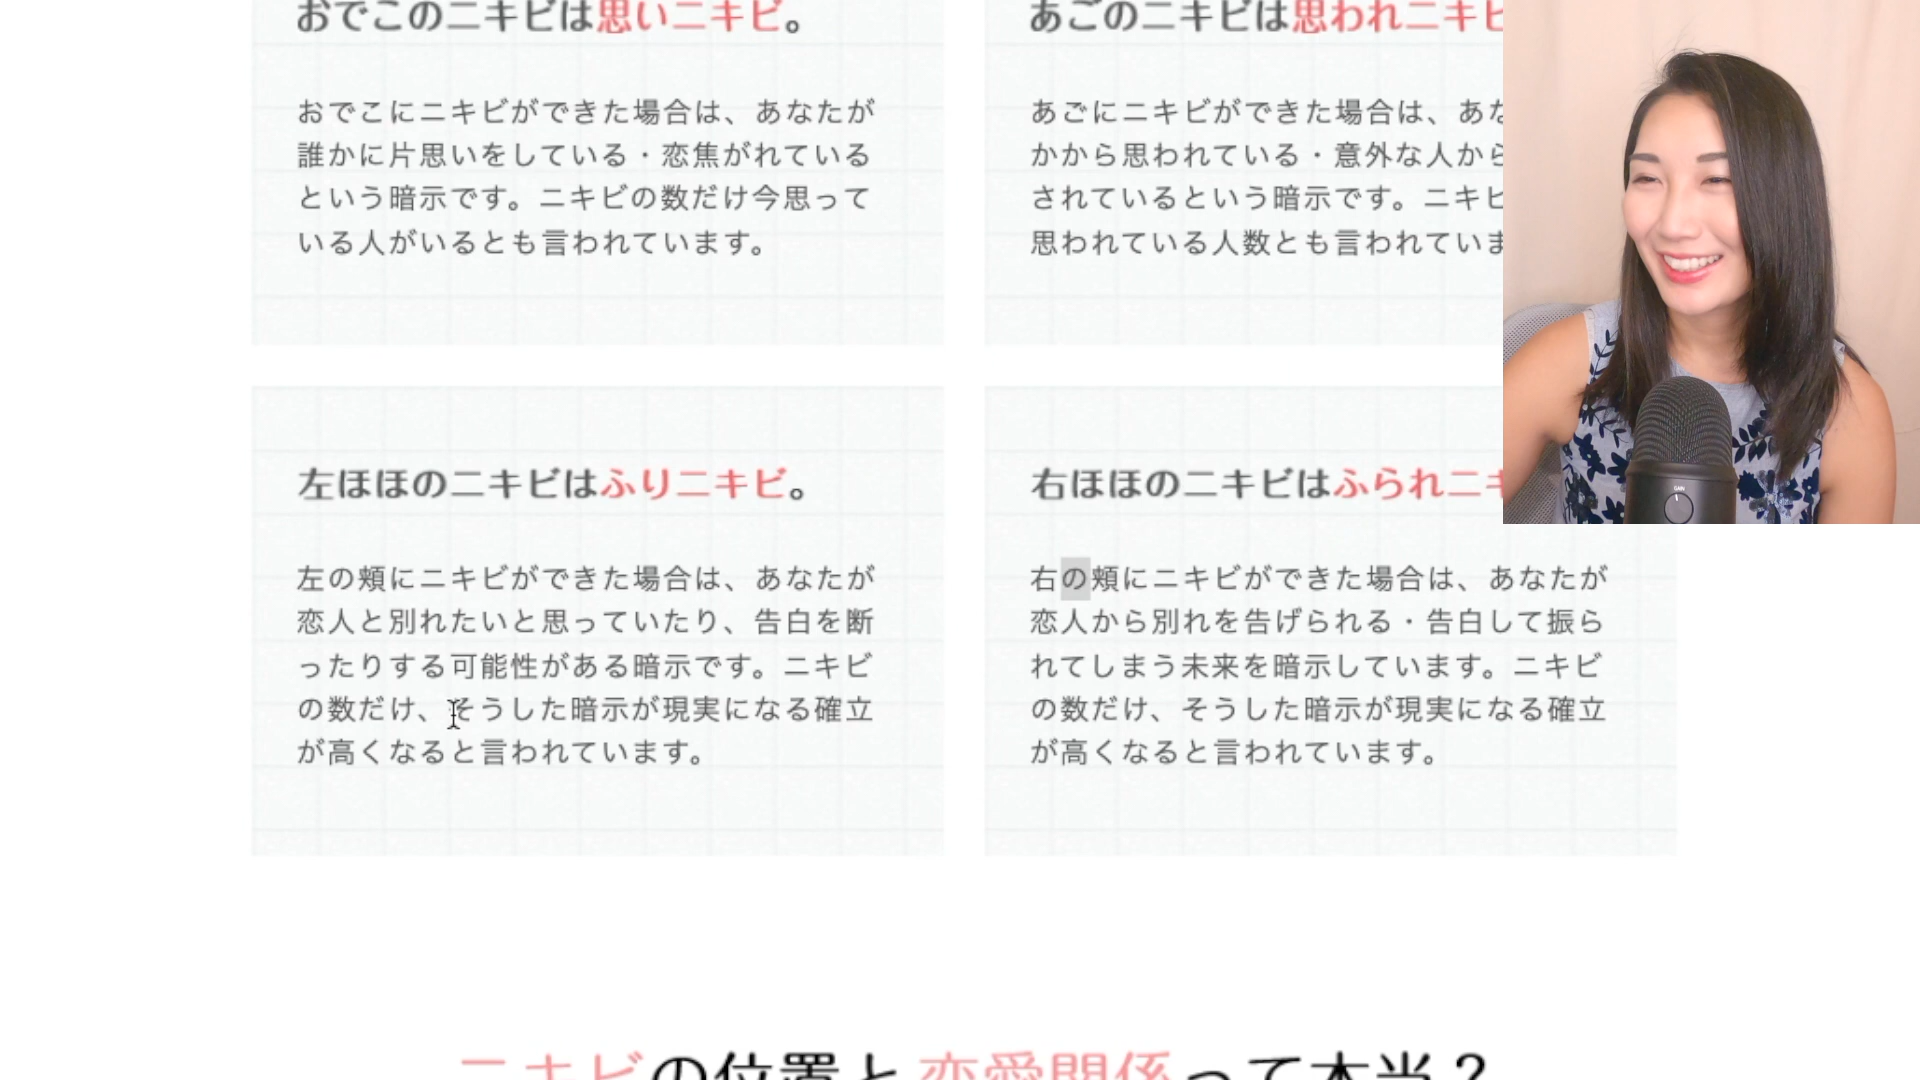 おでこのニキビは思いニキビ。
おでこにニキビができた場合は、あなたが
誰かに片思いをしている・恋焦がれている
という暗示です。ニキビの数だけ今思って
いる人がいるとも言われています。
あごのニキビは思われニキビ
あごにニキビができた場合は、あな
かから思われている・意外な人から
されているという暗示です。ニキビ
思われている人数とも言われていま
左ほほのニキビはふりニキビ。
左の頬にニキビができた場合は、あなたが
恋人と別れたいと思っていたり、告白を断
ったりする可能性がある暗示です。ニキビ
の数だけ、そうした暗示が現実になる確立
が高くなると言われています。
右ほほのニキビはふられニキ
右の頬にニキビができた場合は、あなたが
恋人から別れを告げられる・告白して振ら
れてしまう未来を暗示しています。ニキビ
の数だけ、そうした暗示が現実になる確立
が高くなると言われています。
ニキビの位置と恋愛関係って本当？
GAIN